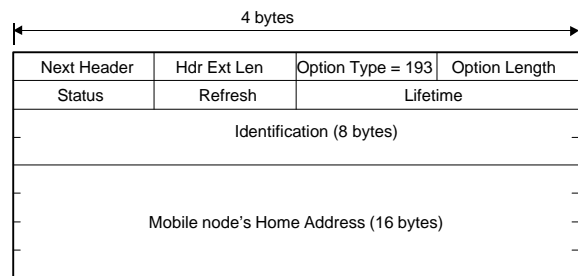 4 bytes
Next Header Hdr Ext Len Option Type = 193 Option Length
Status Refresh Lifetime
Identification (8 bytes)
Mobile node's Home Address (16 bytes)